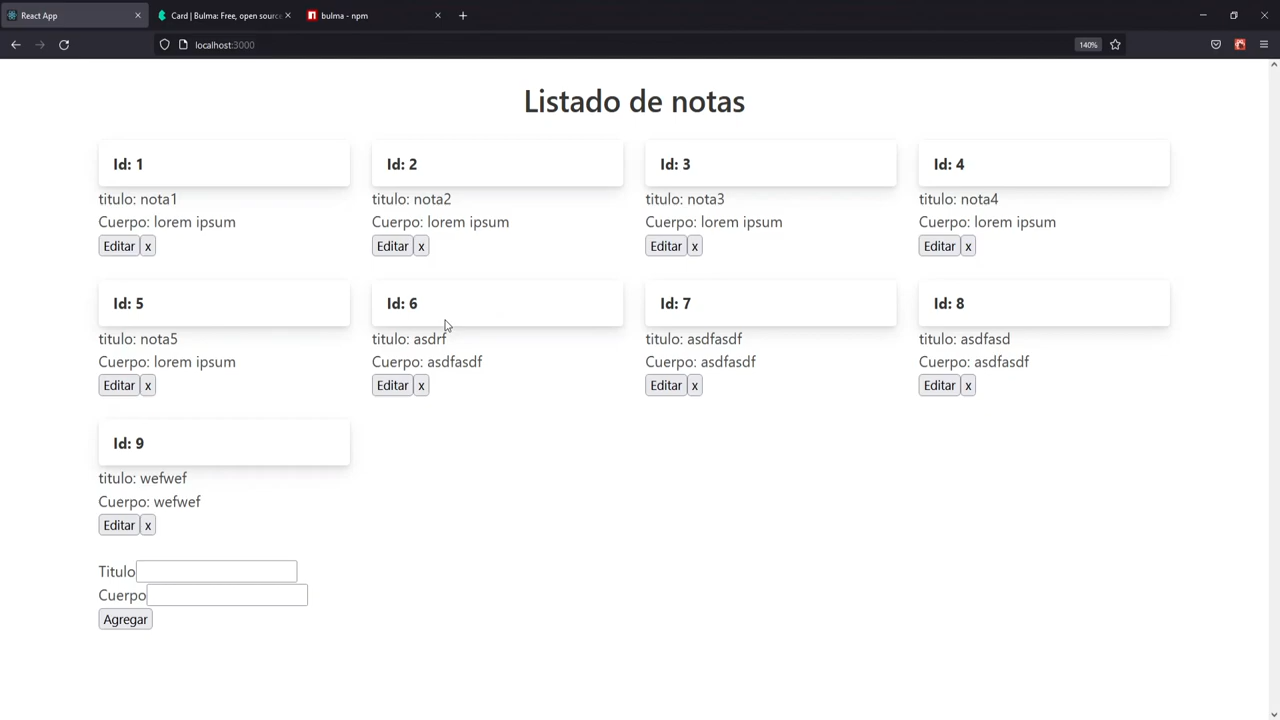 React App
Card | Bulma: Free, open sourc
bulma - npm
localhost:3000
140%
Listado de notas
Id: 1
titulo: nota1
Cuerpo: lorem ipsum
Editar x
Id: 2
titulo: nota2
Cuerpo: lorem ipsum
Editar x
Id: 3
titulo: nota3
Cuerpo: lorem ipsum
Editar x
Id: 4
titulo: nota4
Cuerpo: lorem ipsum
Editar x
Id: 5
titulo: nota5
Cuerpo: lorem ipsum
Editar x
Id: 6
titulo: asdrf
Cuerpo: asdfasdf
Editar x
Id: 7
titulo: asdfasdf
Cuerpo: asdfasdf
Editar x
Id: 8
titulo: asdfasd
Cuerpo: asdfasdf
Editar x
Id: 9
titulo: wefwef
Cuerpo: wefwef
Editar x
Titulo
Cuerpo
Agregar